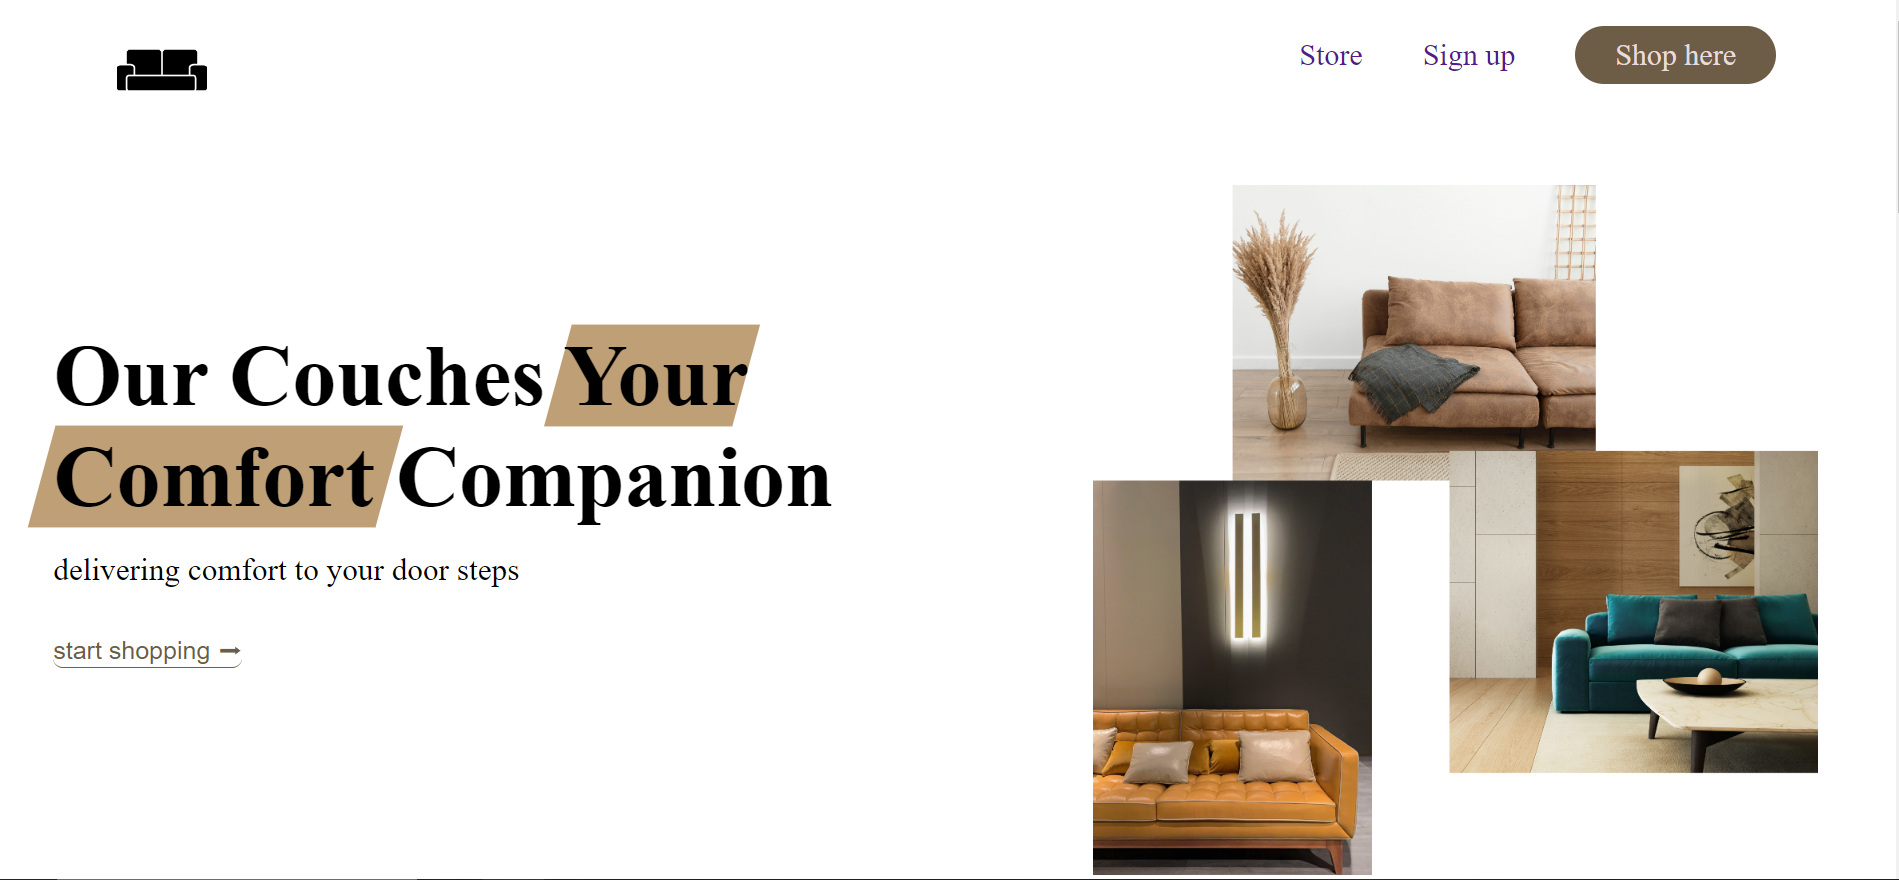 Store
Sign up
Shop here
Our Couches Your
Comfort Companion
delivering comfort to your door steps
start shopping